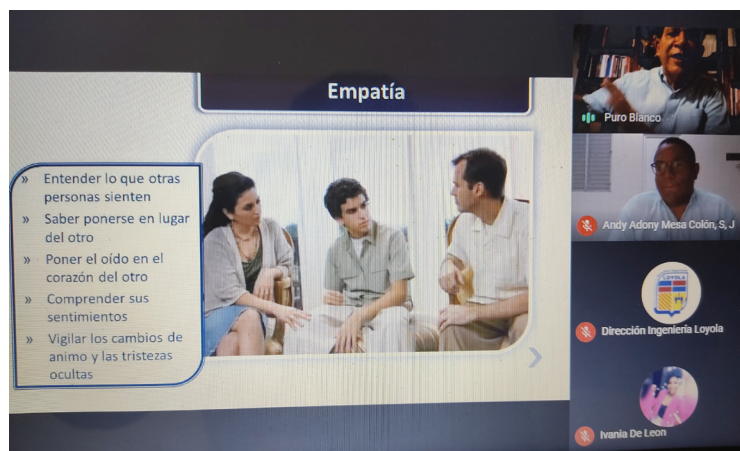 Empatía
» Entender lo que otras
personas sienten
» Saber ponerse en lugar
del otro
» Poner el oído en el
corazón del otro
» Comprender sus
sentimientos
» Vigilar los cambios de
animo y las tristezas
ocultas
Puro Blanco
Andy Adony Mesa Colón, S, J
LOYOLA
Dirección Ingeniería Loyola
Ivania De Leon